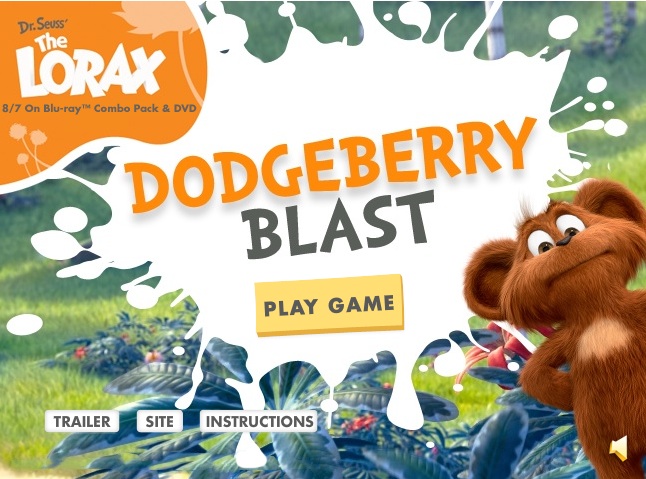 Dr. Seuss'
The
LORAX
8/7 On Blu-ray™ Combo Pack & DVD
DODGEBERRY
BLAST
PLAY GAME
TRAILER SITE INSTRUCTIONS